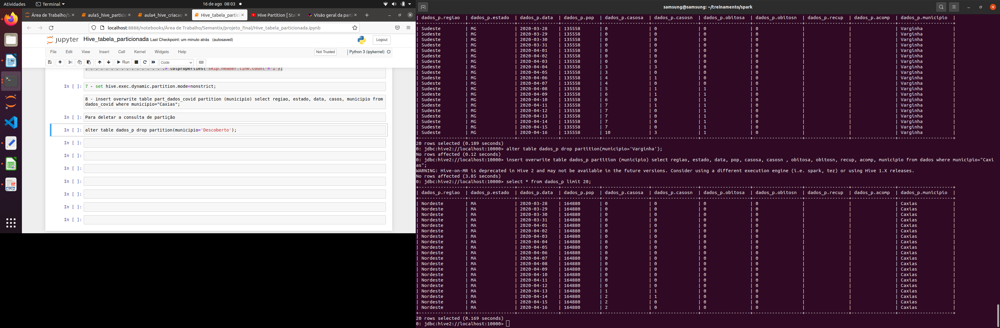 Atividades
Terminal
16 de ago 08:03
Área de Trabalho/S
aula5_hive_particio
aula4_hive_criacao_
Hive_tabela_partici
Hive Partition [ Stat
Visão geral da parti
localhost:8888/notebooks/Área de Trabalho/Semantix/projeto_final/Hive_tabela_particionada.ipynb
jupyter Hive_tabela_particionada Last Checkpoint: um minuto atrás (autosaved)
Logout
File Edit View Insert Cell Kernel Widgets Help
Not Trusted
Python 3 (ipykernel)
Run
Code
. . . . . . . . . . . . . . . .> tblproperties("skip.header.line.count"="1");
In [ ]: 7 - set hive.exec.dynamic.partition.mode=nonstrict;
8 - insert overwrite table part_dados_covid partition (municipio) select regiao, estado, data, casos, municipio from
dados_covid where municipio="Caxias";
In [ ]: Para deletar a consulta de partição
In [ ]: alter table dados_p drop partition(municipio='Descoberto');
In [ ]:
In [ ]:
In [ ]:
In [ ]:
In [ ]:
In [ ]:
In [ ]:
samsung@samsung: ~/treinamento/spark
| dados_p.regiao | dados_p.estado | dados_p.data | dados_p.pop | dados_p.casosa | dados_p.casosn | dados_p.obitosa | dados_p.obitosn | dados_p.recup | dados_p.acomp | dados_p.municipio |
| Sudeste | MG | 2020-03-28 | 135558 | 0 | 0 | 0 | 0 | | | Varginha |
| Sudeste | MG | 2020-03-29 | 135558 | 0 | 0 | 0 | 0 | | | Varginha |
| Sudeste | MG | 2020-03-30 | 135558 | 0 | 0 | 0 | 0 | | | Varginha |
| Sudeste | MG | 2020-03-31 | 135558 | 0 | 0 | 0 | 0 | | | Varginha |
| Sudeste | MG | 2020-04-01 | 135558 | 0 | 0 | 0 | 0 | | | Varginha |
| Sudeste | MG | 2020-04-02 | 135558 | 0 | 0 | 0 | 0 | | | Varginha |
| Sudeste | MG | 2020-04-03 | 135558 | 0 | 0 | 0 | 0 | | | Varginha |
| Sudeste | MG | 2020-04-04 | 135558 | 3 | 3 | 0 | 0 | | | Varginha |
| Sudeste | MG | 2020-04-05 | 135558 | 3 | 0 | 0 | 0 | | | Varginha |
| Sudeste | MG | 2020-04-06 | 135558 | 4 | 1 | 0 | 0 | | | Varginha |
| Sudeste | MG | 2020-04-07 | 135558 | 4 | 0 | 0 | 0 | | | Varginha |
| Sudeste | MG | 2020-04-08 | 135558 | 5 | 1 | 1 | 1 | | | Varginha |
| Sudeste | MG | 2020-04-09 | 135558 | 6 | 1 | 1 | 0 | | | Varginha |
| Sudeste | MG | 2020-04-10 | 135558 | 6 | 0 | 1 | 0 | | | Varginha |
| Sudeste | MG | 2020-04-11 | 135558 | 7 | 1 | 1 | 0 | | | Varginha |
| Sudeste | MG | 2020-04-12 | 135558 | 7 | 0 | 1 | 0 | | | Varginha |
| Sudeste | MG | 2020-04-13 | 135558 | 7 | 0 | 1 | 0 | | | Varginha |
| Sudeste | MG | 2020-04-14 | 135558 | 7 | 0 | 1 | 0 | | | Varginha |
| Sudeste | MG | 2020-04-15 | 135558 | 7 | 0 | 1 | 0 | | | Varginha |
| Sudeste | MG | 2020-04-16 | 135558 | 10 | 3 | 1 | 0 | | | Varginha |
20 rows selected (0.189 seconds)
0: jdbc:hive2://localhost:10000> alter table dados_p drop partition(municipio='Varginha');
No rows affected (0.12 seconds)
0: jdbc:hive2://localhost:10000> insert overwrite table dados_p partition (municipio) select regiao, estado, data, pop, casosa, casosn , obitosa, obitosn, recup, acomp, municipio from dados where municipio="Caxi
as";
WARNING: Hive-on-MR is deprecated in Hive 2 and may not be available in the future versions. Consider using a different execution engine (i.e. spark, tez) or using Hive 1.X releases.
No rows affected (3.85 seconds)
0: jdbc:hive2://localhost:10000> select * from dados_p limit 20;
| dados_p.regiao | dados_p.estado | dados_p.data | dados_p.pop | dados_p.casosa | dados_p.casosn | dados_p.obitosa | dados_p.obitosn | dados_p.recup | dados_p.acomp | dados_p.municipio |
| Nordeste | MA | 2020-03-28 | 164880 | 0 | 0 | 0 | 0 | | | Caxias |
| Nordeste | MA | 2020-03-29 | 164880 | 0 | 0 | 0 | 0 | | | Caxias |
| Nordeste | MA | 2020-03-30 | 164880 | 0 | 0 | 0 | 0 | | | Caxias |
| Nordeste | MA | 2020-03-31 | 164880 | 0 | 0 | 0 | 0 | | | Caxias |
| Nordeste | MA | 2020-04-01 | 164880 | 0 | 0 | 0 | 0 | | | Caxias |
| Nordeste | MA | 2020-04-02 | 164880 | 0 | 0 | 0 | 0 | | | Caxias |
| Nordeste | MA | 2020-04-03 | 164880 | 0 | 0 | 0 | 0 | | | Caxias |
| Nordeste | MA | 2020-04-04 | 164880 | 0 | 0 | 0 | 0 | | | Caxias |
| Nordeste | MA | 2020-04-05 | 164880 | 0 | 0 | 0 | 0 | | | Caxias |
| Nordeste | MA | 2020-04-06 | 164880 | 0 | 0 | 0 | 0 | | | Caxias |
| Nordeste | MA | 2020-04-07 | 164880 | 0 | 0 | 0 | 0 | | | Caxias |
| Nordeste | MA | 2020-04-08 | 164880 | 0 | 0 | 0 | 0 | | | Caxias |
| Nordeste | MA | 2020-04-09 | 164880 | 0 | 0 | 0 | 0 | | | Caxias |
| Nordeste | MA | 2020-04-10 | 164880 | 0 | 0 | 0 | 0 | | | Caxias |
| Nordeste | MA | 2020-04-11 | 164880 | 0 | 0 | 0 | 0 | | | Caxias |
| Nordeste | MA | 2020-04-12 | 164880 | 0 | 0 | 0 | 0 | | | Caxias |
| Nordeste | MA | 2020-04-13 | 164880 | 1 | 1 | 0 | 0 | | | Caxias |
| Nordeste | MA | 2020-04-14 | 164880 | 2 | 1 | 0 | 0 | | | Caxias |
| Nordeste | MA | 2020-04-15 | 164880 | 2 | 0 | 0 | 0 | | | Caxias |
| Nordeste | MA | 2020-04-16 | 164880 | 2 | 0 | 0 | 0 | | | Caxias |
20 rows selected (0.169 seconds)
0: jdbc:hive2://localhost:10000>